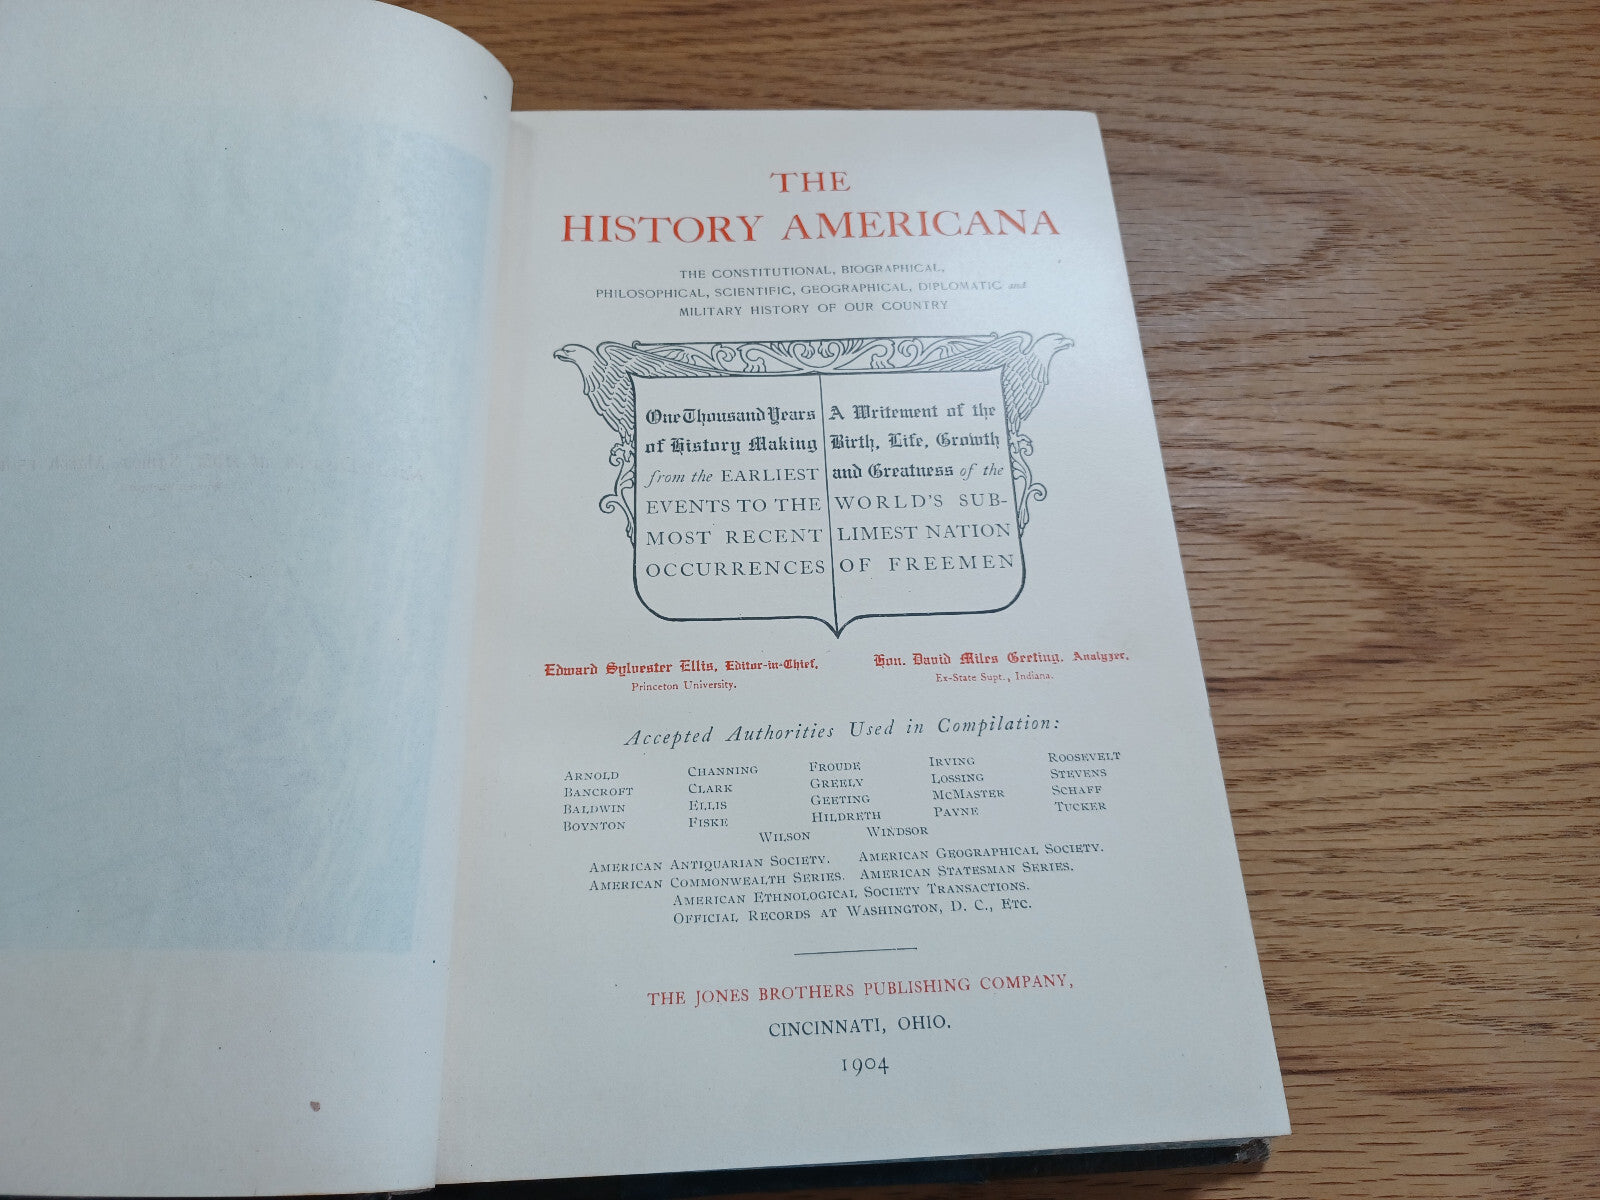 THE
HISTORY AMERICANA
THE CONSTITUTIONAL, BIOGRAPHICAL,
PHILOSOPHICAL, SCIENTIFIC, GEOGRAPHICAL, DIPLOMATIC and
MILITARY HISTORY OF OUR COUNTRY
One Thousand Years
of History Making
from the EARLIEST
EVENTS TO THE
MOST RECENT
OCCURRENCES
A Writement of the
Birth, Life, Growth
and Greatness of the
WORLD'S SUB-
LIMEST NATION
OF FREEMEN
Edward Sylvester Ellis, Editor-in-Chief,
Princeton University.
Hon. David Miles Geeting, Analyzer,
Ex-State Supt., Indiana.
Accepted Authorities Used in Compilation:
ARNOLD CHANNING FROUDE IRVING ROOSEVELT
BANCROFT CLARK GREELY LOSSING STEVENS
BALDWIN ELLIS GEETING MCMASTER SCHAFF
BOYNTON FISKE HILDRETH PAYNE TUCKER
WILSON WINDSOR
AMERICAN ANTIQUARIAN SOCIETY. AMERICAN GEOGRAPHICAL SOCIETY.
AMERICAN COMMONWEALTH SERIES. AMERICAN STATESMAN SERIES.
AMERICAN ETHNOLOGICAL SOCIETY TRANSACTIONS.
OFFICIAL RECORDS AT WASHINGTON, D. C., ETC.
THE JONES BROTHERS PUBLISHING COMPANY,
CINCINNATI, OHIO.
1904